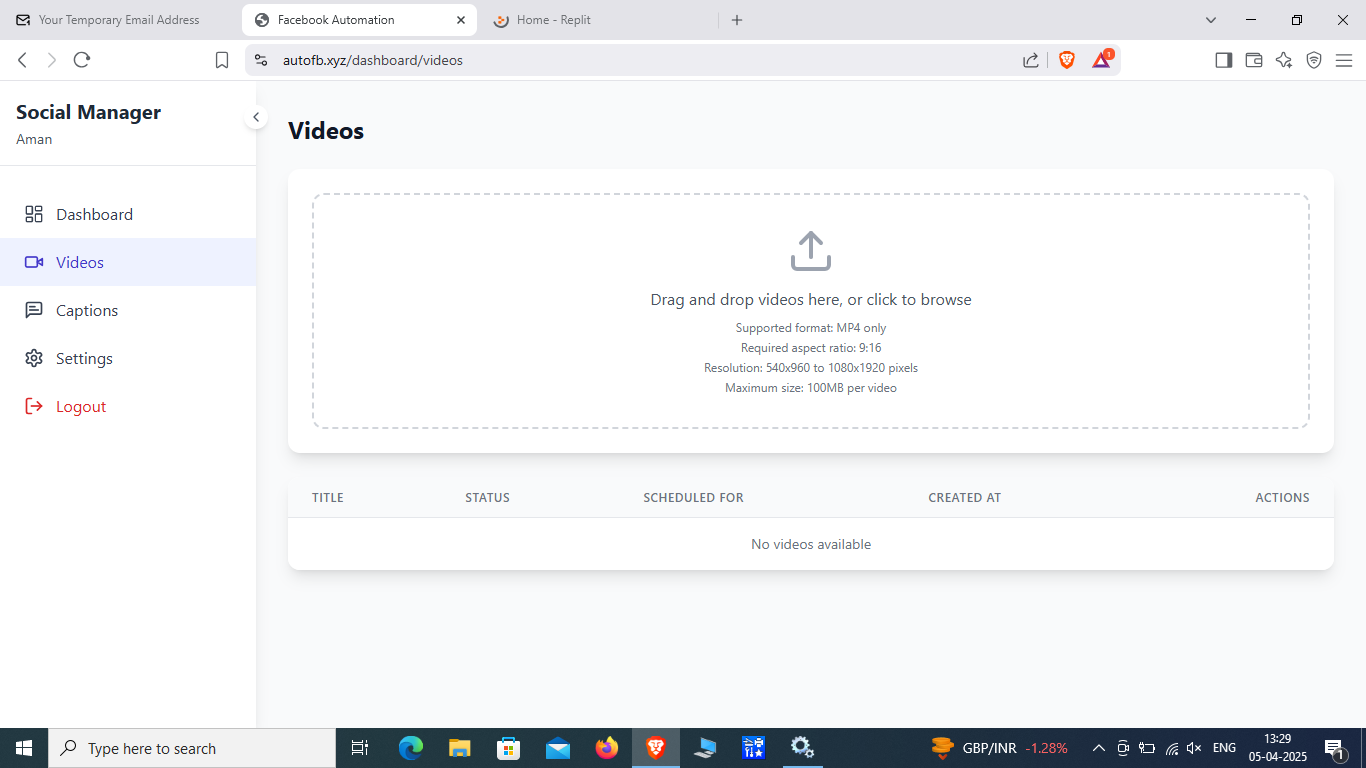 Your Temporary Email Address
Facebook Automation
Home - Replit
autofb.xyz/dashboard/videos
1
Social Manager
Aman
Dashboard
Videos
Captions
Settings
Logout
Videos
Drag and drop videos here, or click to browse
Supported format: MP4 only
Required aspect ratio: 9:16
Resolution: 540x960 to 1080x1920 pixels
Maximum size: 100MB per video
TITLE STATUS SCHEDULED FOR CREATED AT ACTIONS
No videos available
Type here to search
GBP/INR -1.28%
ENG
13:29
05-04-2025
1